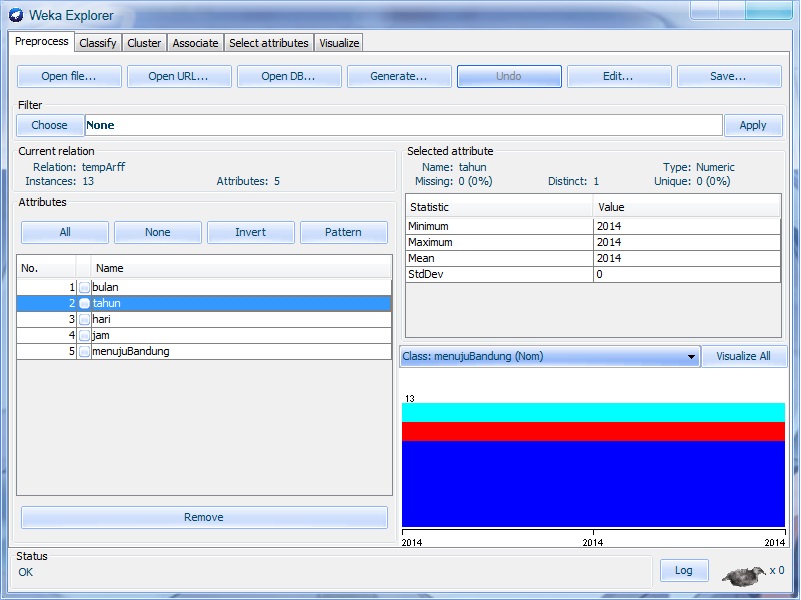 Weka Explorer
Preprocess Classify Cluster Associate Select attributes Visualize
Open file... Open URL... Open DB... Generate... Undo Edit... Save...
Filter
Choose None Apply
Current relation
Relation: tempArff
Instances: 13 Attributes: 5
Selected attribute
Name: tahun Type: Numeric
Missing: 0 (0%) Distinct: 1 Unique: 0 (0%)
Attributes
All None Invert Pattern
No. Name
1 bulan
2 tahun
3 hari
4 jam
5 menujuBandung
Remove
Statistic Value
Minimum 2014
Maximum 2014
Mean 2014
StdDev 0
Class: menujuBandung (Nom) Visualize All
13
2014 2014 2014
Status
OK
Log x 0